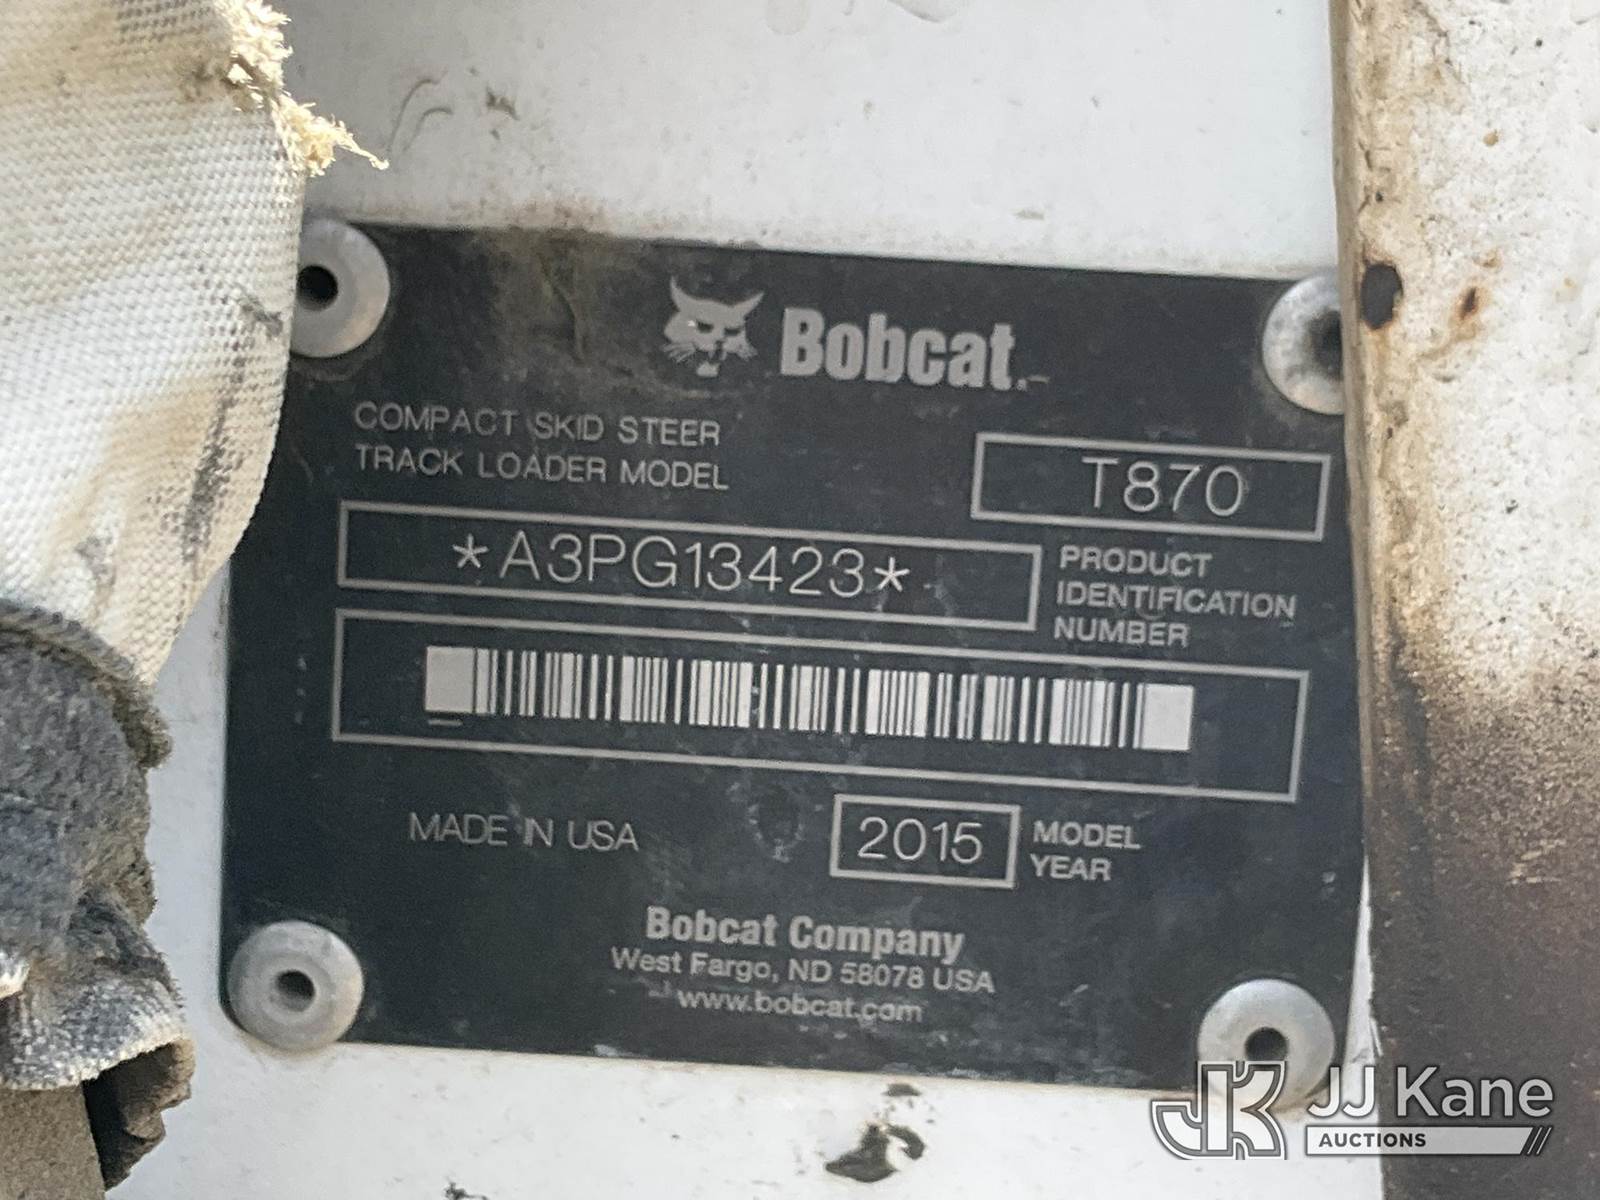 Bobcat
COMPACT SKID STEER
TRACK LOADER MODEL
T870
*A3PG13423*
PRODUCT
IDENTIFICATION
NUMBER
MADE IN USA
2015
MODEL
YEAR
Bobcat Company
West Fargo, ND 58078 USA
www.bobcat.com
JJ Kane
AUCTIONS